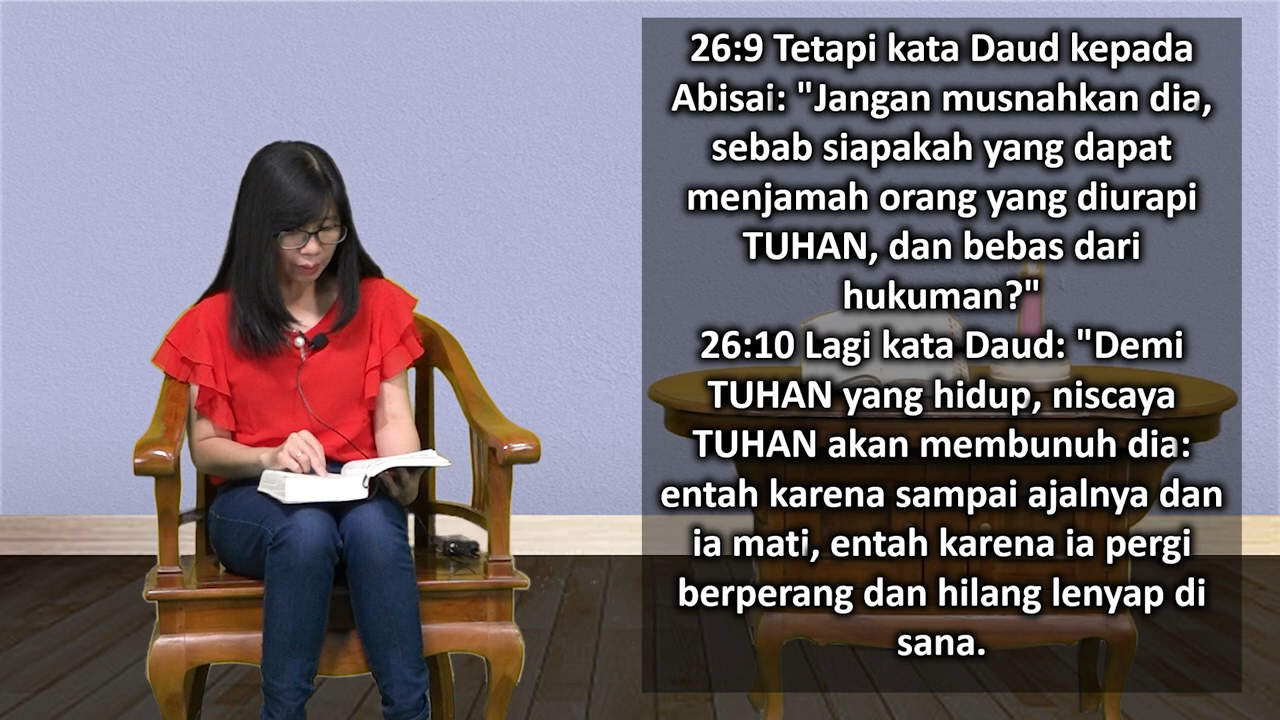 26:9 Tetapi kata Daud kepada
Abisai: "Jangan musnahkan dia,
sebab siapakah yang dapat
menjamah orang yang diurapi
TUHAN, dan bebas dari
hukuman?"
26:10 Lagi kata Daud: "Demi
TUHAN yang hidup, niscaya
TUHAN akan membunuh dia:
entah karena sampai ajalnya dan
ia mati, entah karena ia pergi
berperang dan hilang lenyap di
sana.